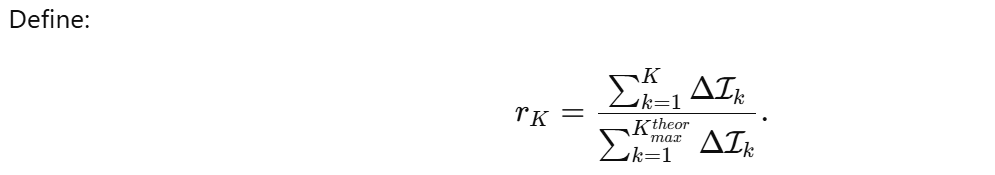 Define:
r_K = \frac{\sum_{k=1}^{K} \Delta \mathcal{I}_k}{\sum_{k=1}^{K_{max}^{theor}} \Delta \mathcal{I}_k}.